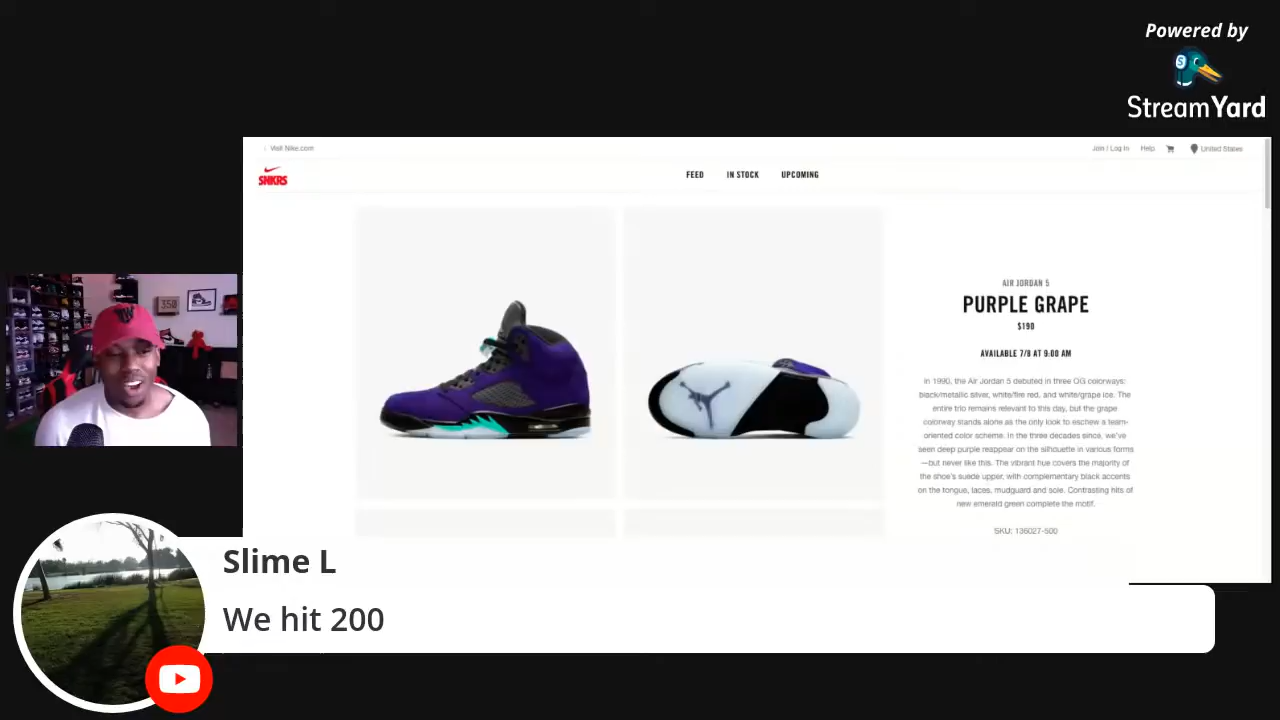 Powered by
StreamYard
Visit Nike.com
Join / Log In Help United States
SNKRS
FEED IN STOCK UPCOMING
350
AIR JORDAN 5
PURPLE GRAPE
$190
AVAILABLE 7/8 AT 9:00 AM
In 1990, the Air Jordan 5 debuted in three OG colorways:
black/metallic silver, white/fire red, and white/grape ice. The
entire trio remains relevant to this day, but the grape
colorway stands alone as the only look to eschew a team-
oriented color scheme. In the three decades since, we've
seen deep purple reappear on the silhouette in various forms
—but never like this. The vibrant hue covers the majority of
the shoe's suede upper, with complementary black accents
on the tongue, laces, mudguard and sole. Contrasting hits of
new emerald green complete the motif.
SKU: 136027-500
Slime L
We hit 200